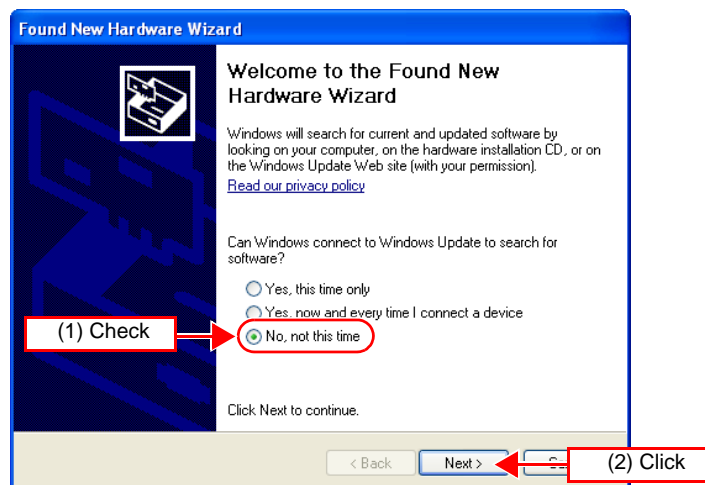 Found New Hardware Wizard
Welcome to the Found New
Hardware Wizard
Windows will search for current and updated software by
looking on your computer, on the hardware installation CD, or on
the Windows Update Web site (with your permission).
Read our privacy policy
Can Windows connect to Windows Update to search for
software?
Yes, this time only
Yes, now and every time I connect a device
(1) Check
No, not this time
Click Next to continue.
< Back
Next >
(2) Click